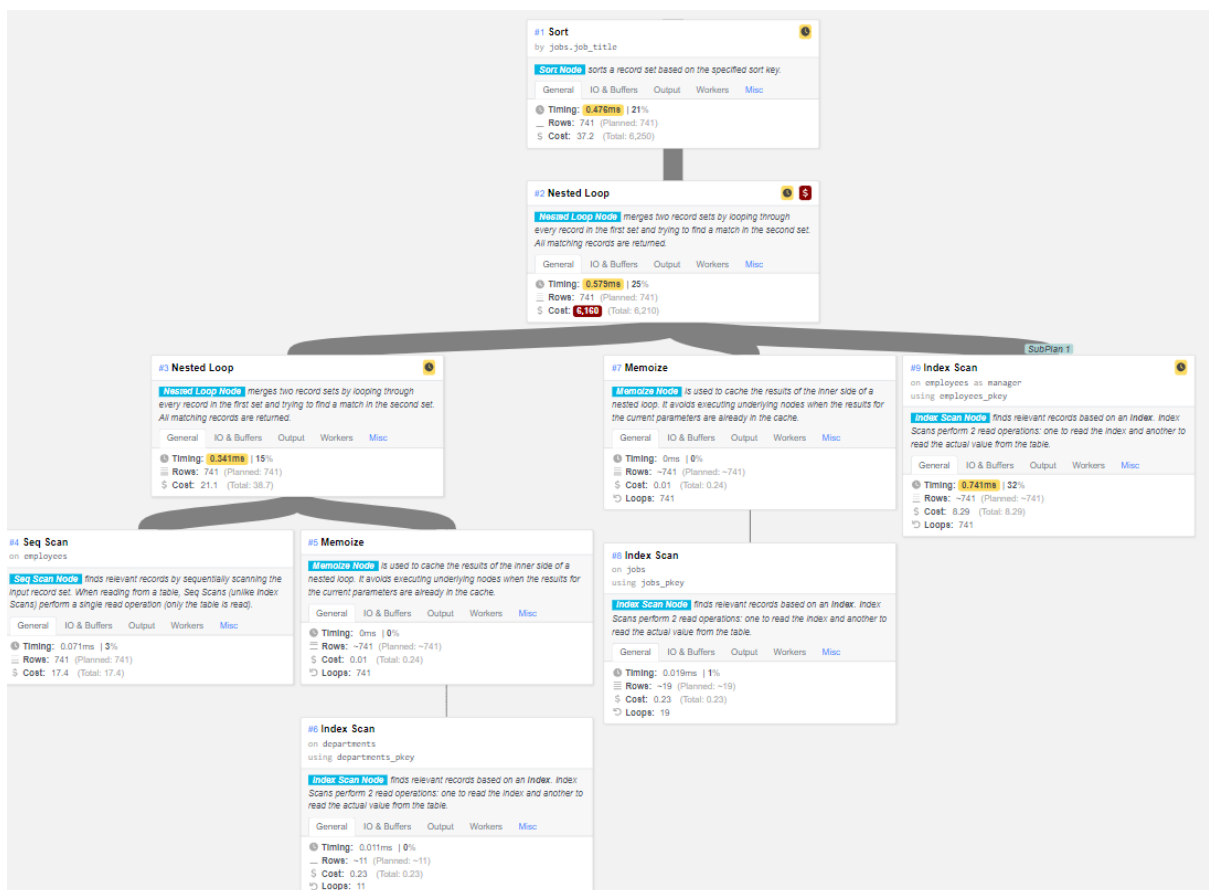 #1 Sort
by jobs.job_title
Sort Node sorts a record set based on the specified sort key.
General IO & Buffers Output Workers Misc
Timing: 0.476ms | 21%
Rows: 741 (Planned: 741)
$ Cost: 37.2 (Total: 6,250)
#2 Nested Loop $
Nested Loop Node merges two record sets by looping through
every record in the first set and trying to find a match in the second set.
All matching records are returned.
General IO & Buffers Output Workers Misc
Timing: 0.579ms | 25%
Rows: 741 (Planned: 741)
$ Cost: 6,160 (Total: 6,210)
#3 Nested Loop
Nested Loop Node merges two record sets by looping through
every record in the first set and trying to find a match in the second set.
All matching records are returned.
General IO & Buffers Output Workers Misc
Timing: 0.341ms | 15%
Rows: 741 (Planned: 741)
$ Cost: 21.1 (Total: 38.7)
#7 Memoize
Memoize Node is used to cache the results of the inner side of a
nested loop. It avoids executing underlying nodes when the results for
the current parameters are already in the cache.
General IO & Buffers Output Workers Misc
Timing: 0ms | 0%
Rows: ~741 (Planned: ~741)
$ Cost: 0.01 (Total: 0.24)
Loops: 741
SubPlan 1
#9 Index Scan
on employees as manager
using employees_pkey
Index Scan Node finds relevant records based on an Index. Index
Scans perform 2 read operations: one to read the index and another to
read the actual value from the table.
General IO & Buffers Output Workers Misc
Timing: 0.741ms | 32%
Rows: ~741 (Planned: ~741)
$ Cost: 8.29 (Total: 8.29)
Loops: 741
#4 Seq Scan
on employees
Seq Scan Node finds relevant records by sequentially scanning the
input record set. When reading from a table, Seq Scans (unlike Index
Scans) perform a single read operation (only the table is read).
General IO & Buffers Output Workers Misc
Timing: 0.071ms | 3%
Rows: 741 (Planned: 741)
$ Cost: 17.4 (Total: 17.4)
#5 Memoize
Memoize Node is used to cache the results of the inner side of a
nested loop. It avoids executing underlying nodes when the results for
the current parameters are already in the cache.
General IO & Buffers Output Workers Misc
Timing: 0ms | 0%
Rows: ~741 (Planned: ~741)
$ Cost: 0.01 (Total: 0.24)
Loops: 741
#8 Index Scan
on jobs
using jobs_pkey
Index Scan Node finds relevant records based on an Index. Index
Scans perform 2 read operations: one to read the index and another to
read the actual value from the table.
General IO & Buffers Output Workers Misc
Timing: 0.019ms | 1%
Rows: ~19 (Planned: ~19)
$ Cost: 0.23 (Total: 0.23)
Loops: 19
#6 Index Scan
on departments
using departments_pkey
Index Scan Node finds relevant records based on an Index. Index
Scans perform 2 read operations: one to read the index and another to
read the actual value from the table.
General IO & Buffers Output Workers Misc
Timing: 0.011ms | 0%
Rows: ~11 (Planned: ~11)
$ Cost: 0.23 (Total: 0.23)
Loops: 11